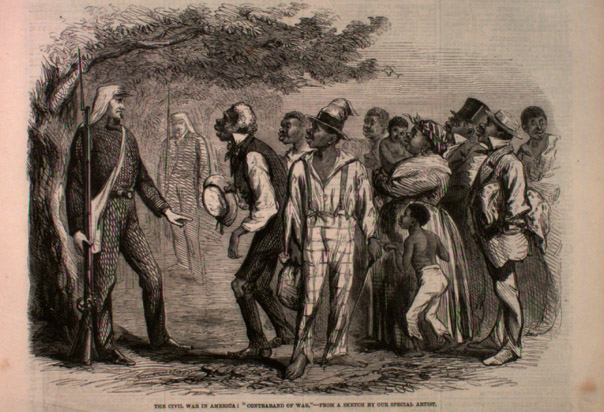 THE CIVIL WAR IN AMERICA: "CONTRABAND OF WAR,"—FROM A SKETCH BY OUR SPECIAL ARTIST.